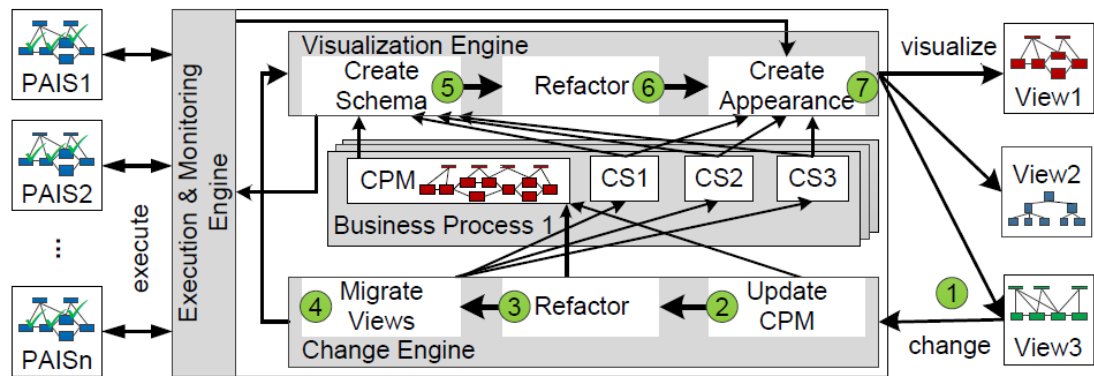 PAIS1
PAIS2
...
PAISn
execute
Execution & Monitoring
Engine
Visualization Engine
Create
Schema
5
Refactor
6
Create
Appearance
7
CPM
CS1
CS2
CS3
Business Process 1
4
Migrate
Views
3
Refactor
2
Update
CPM
Change Engine
visualize
View1
View2
1
change
View3